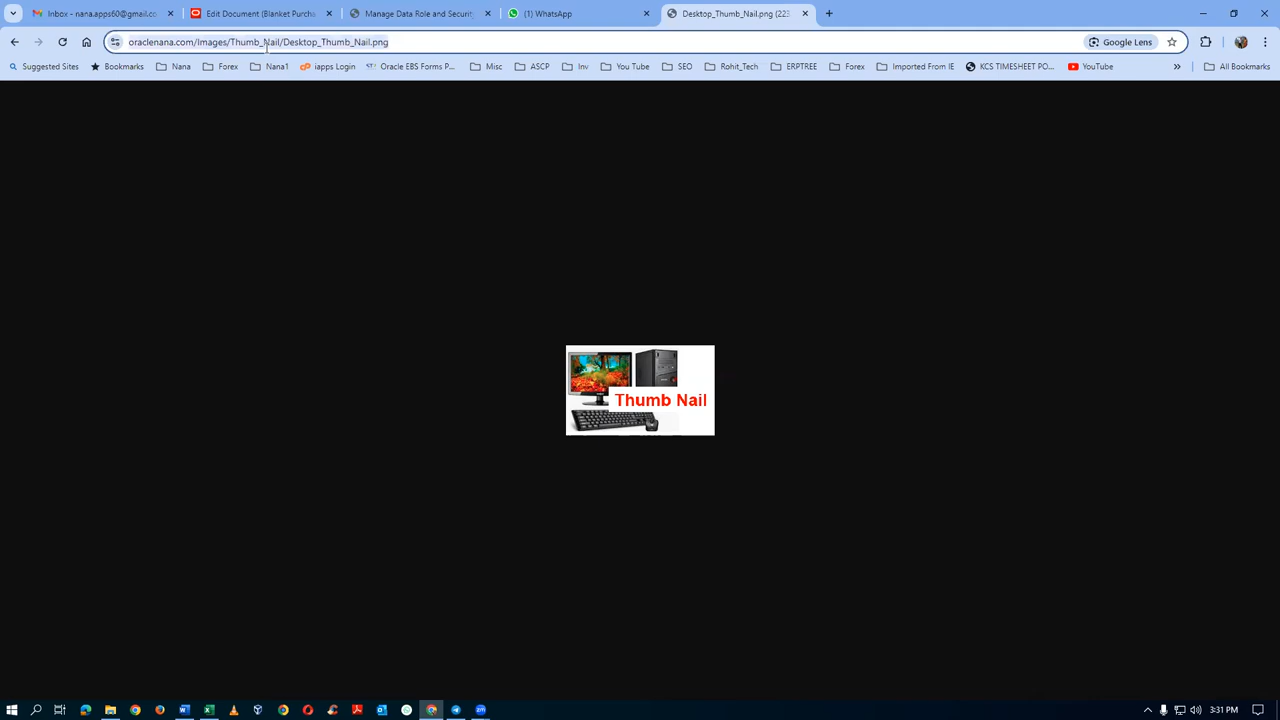 Inbox - nana.apps60@gmail.co
Edit Document (Blanket Purcha
Manage Data Role and Security
(1) WhatsApp
Desktop_Thumb_Nail.png (223
oraclenana.com/Images/Thumb_Nail/Desktop_Thumb_Nail.png
Google Lens
Suggested Sites
Bookmarks
Nana
Forex
Nana1
iapps Login
Oracle EBS Forms P...
Misc
ASCP
Inv
You Tube
SEO
Rohit_Tech
ERPTREE
Forex
Imported From IE
KCS TIMESHEET PO...
YouTube
»
All Bookmarks
Thumb Nail
3:31 PM